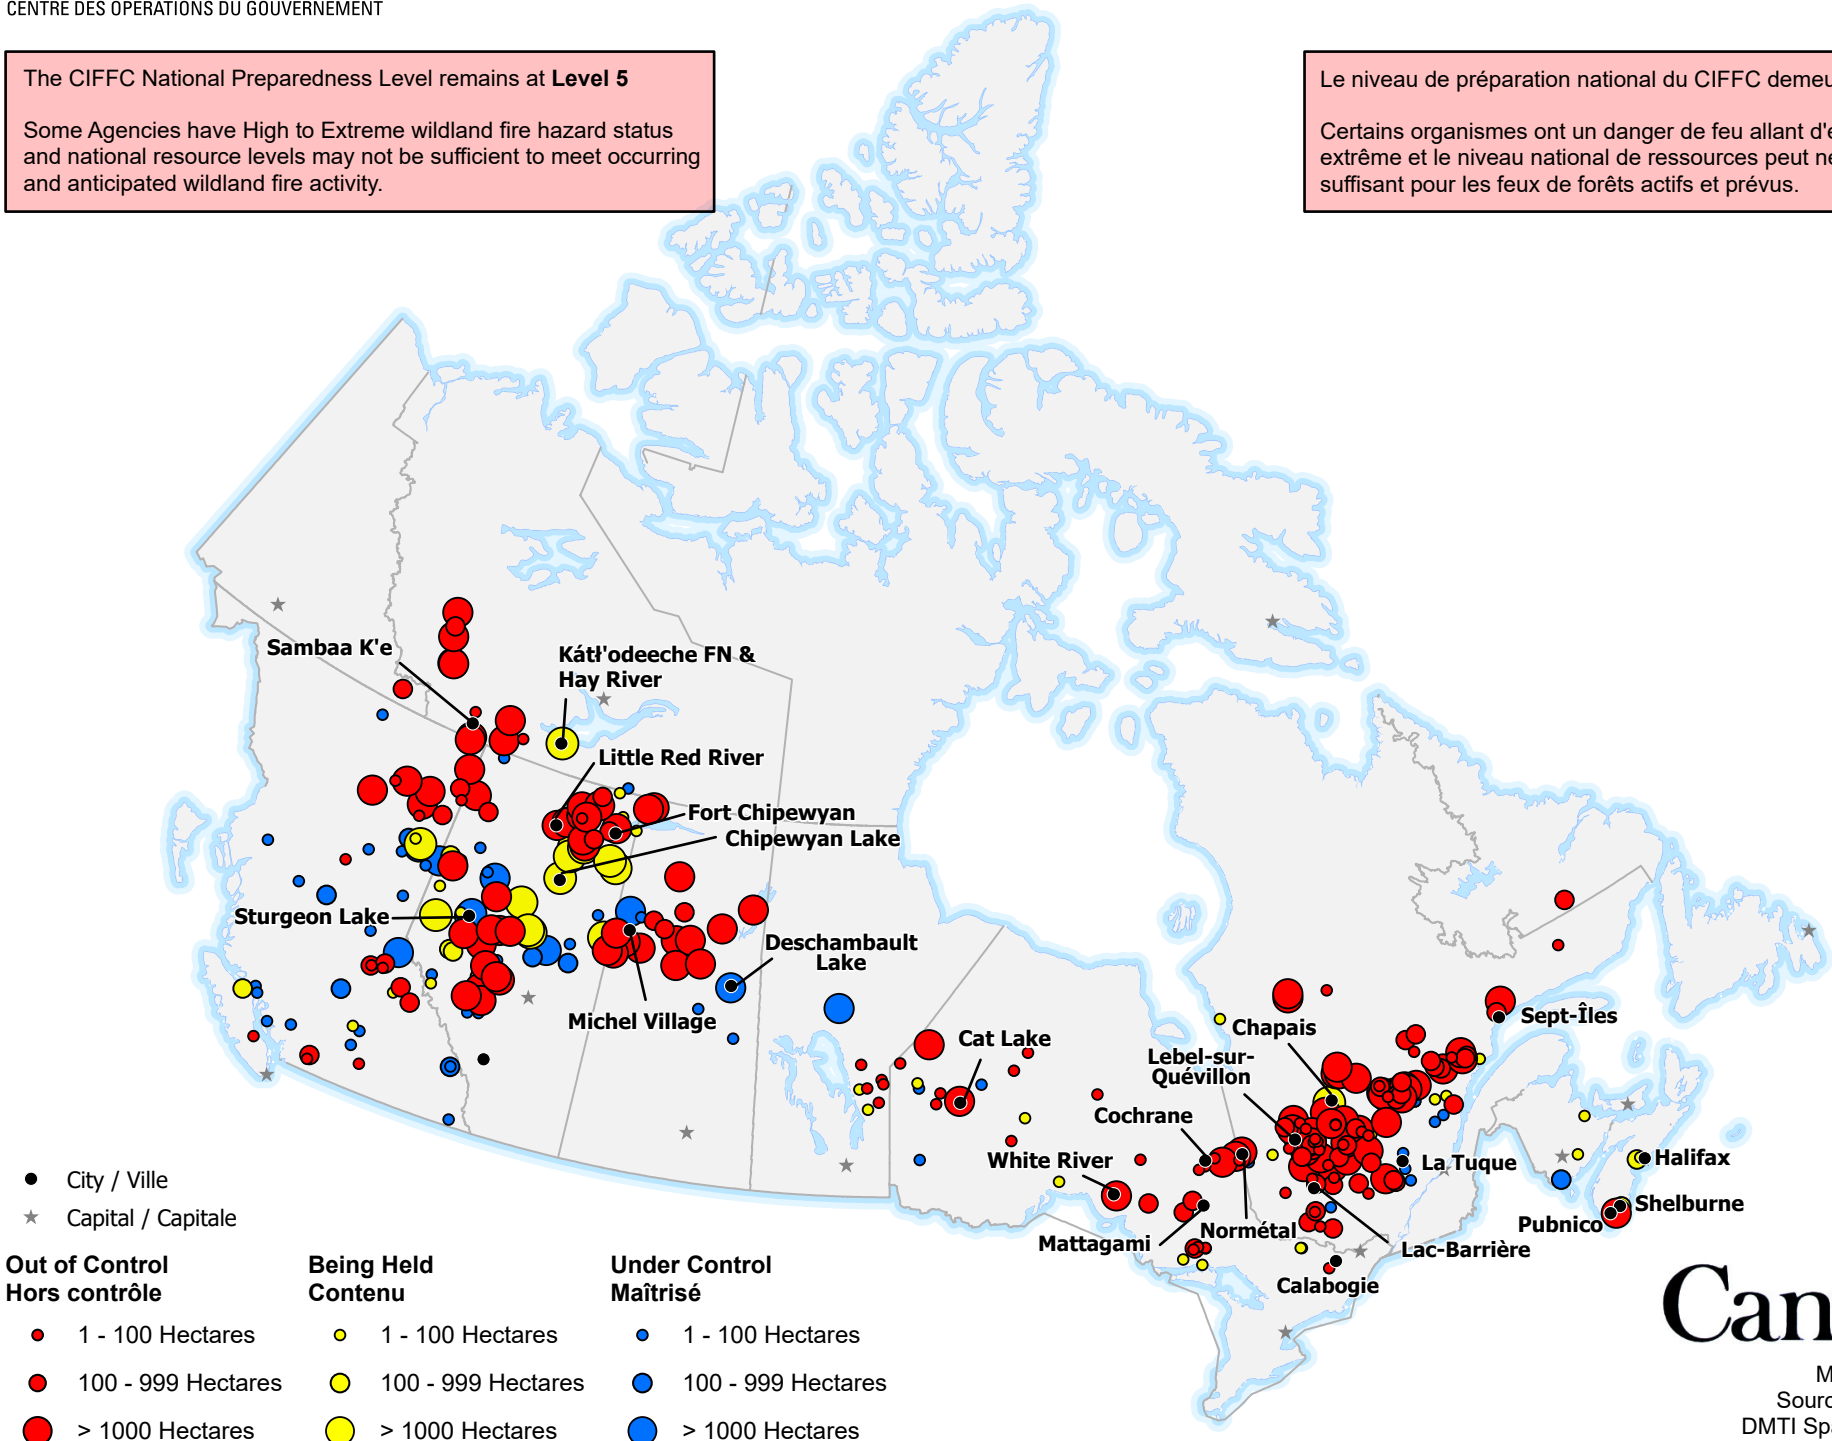 CENTRE DES OPÉRATIONS DU GOUVERNEMENT
The CIFFC National Preparedness Level remains at Level 5
Some Agencies have High to Extreme wildland fire hazard status
and national resource levels may not be sufficient to meet occurring
and anticipated wildland fire activity.
Le niveau de préparation national du CIFFC
Certains organismes ont un danger de feu allant
extrême et le niveau national de ressources peut
suffisant pour les feux de forêts actifs et prévus.
Sambaa K'e
Kátł'odeeche FN &
Hay River
Little Red River
Fort Chipewyan
Chipewyan Lake
Sturgeon Lake
Deschambault
Lake
Michel Village
Cat Lake
Chapais
Sept-Îles
Lebel-sur-
Quévillon
Cochrane
White River
La Tuque
Halifax
Shelburne
Pubnico
Normétal
Mattagami
Lac-Barrière
Calabogie
City / Ville
Capital / Capitale
Out of Control
Hors contrôle
1 - 100 Hectares
100 - 999 Hectares
> 1000 Hectares
Being Held
Contenu
1 - 100 Hectares
100 - 999 Hectares
> 1000 Hectares
Under Control
Maîtrisé
1 - 100 Hectares
100 - 999 Hectares
> 1000 Hectares
DMTI